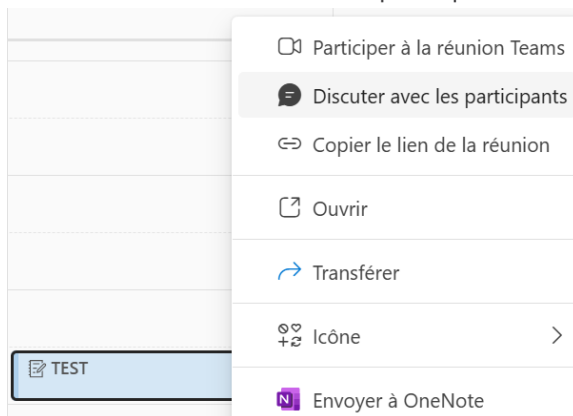 Participer à la réunion Teams
Discuter avec les participants
Copier le lien de la réunion
Ouvrir
Transférer
Icône
TEST
Envoyer à OneNote